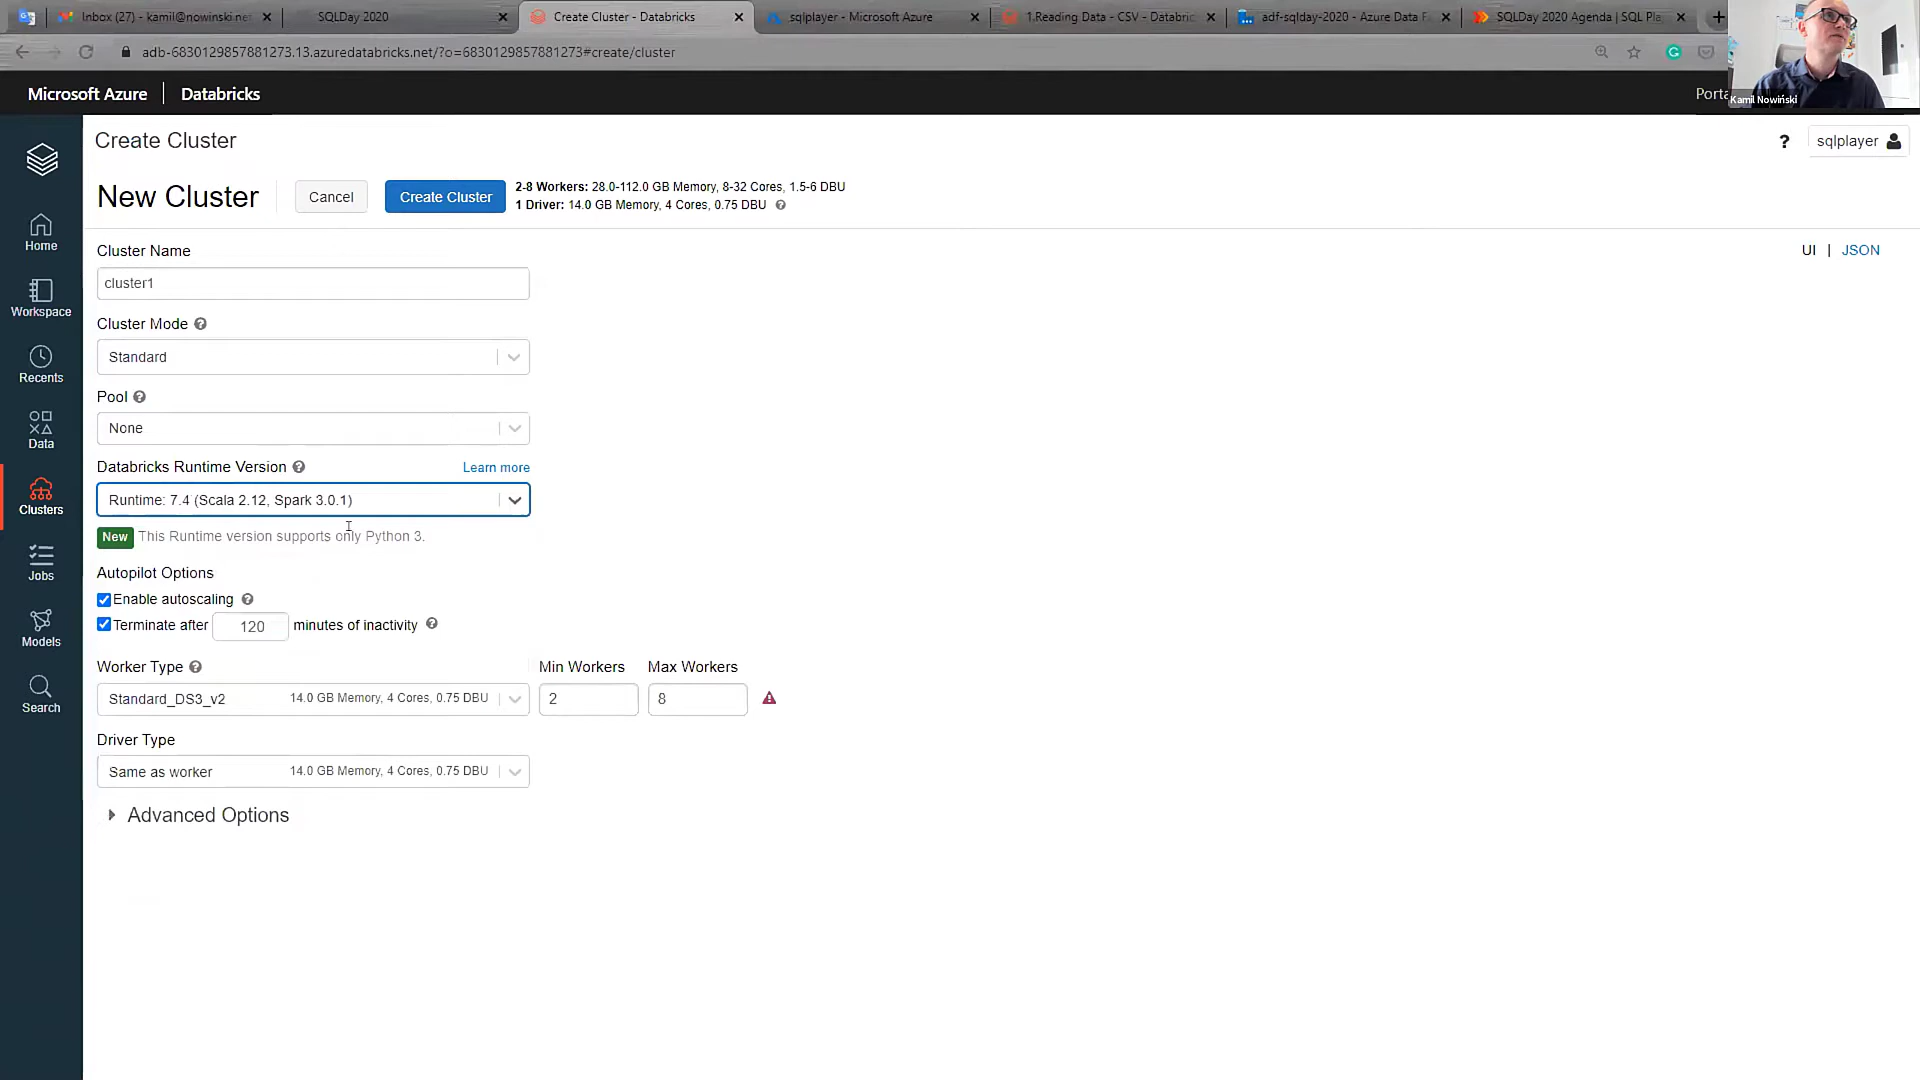 Inbox (27) - kamil@nowinski.net
SQLDay 2020
Create Cluster - Databricks
sqlplayer - Microsoft Azure
1.Reading Data - CSV - Databric
adf-sqlday-2020 - Azure Data F
SQLDay 2020 Agenda | SQL Pla
adb-6830129857881273.13.azuredatabricks.net/?o=6830129857881273#create/cluster
Microsoft Azure
Databricks
Porta
Kamil Nowiński
Create Cluster
?
sqlplayer
New Cluster
Cancel
Create Cluster
2-8 Workers: 28.0-112.0 GB Memory, 8-32 Cores, 1.5-6 DBU
1 Driver: 14.0 GB Memory, 4 Cores, 0.75 DBU
UI | JSON
Home
Workspace
Recents
Data
Clusters
Jobs
Models
Search
Cluster Name
cluster1
Cluster Mode
Standard
Pool
None
Databricks Runtime Version
Learn more
Runtime: 7.4 (Scala 2.12, Spark 3.0.1)
New This Runtime version supports only Python 3.
Autopilot Options
Enable autoscaling
Terminate after 120 minutes of inactivity
Worker Type
Min Workers
Max Workers
Standard_DS3_v2
14.0 GB Memory, 4 Cores, 0.75 DBU
2
8
Driver Type
Same as worker
14.0 GB Memory, 4 Cores, 0.75 DBU
Advanced Options